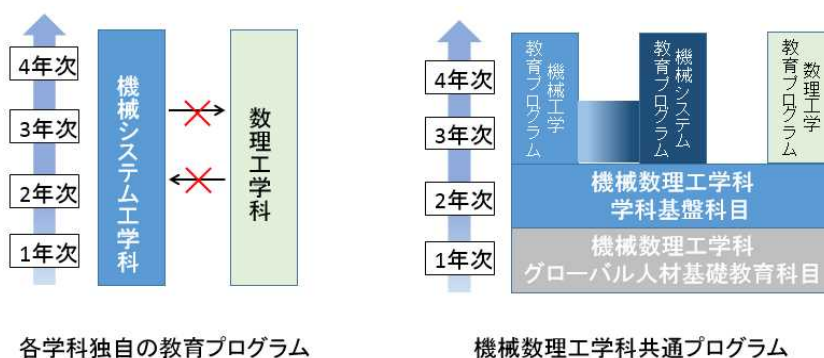 4年次
3年次
2年次
1年次
機械システム工学科
数理工学科
各学科独自の教育プログラム
4年次
3年次
2年次
1年次
機械工学
教育プログラム
機械システム
教育プログラム
数理工学
教育プログラム
機械数理工学科
学科基盤科目
機械数理工学科
グローバル人材基礎教育科目
機械数理工学科共通プログラム